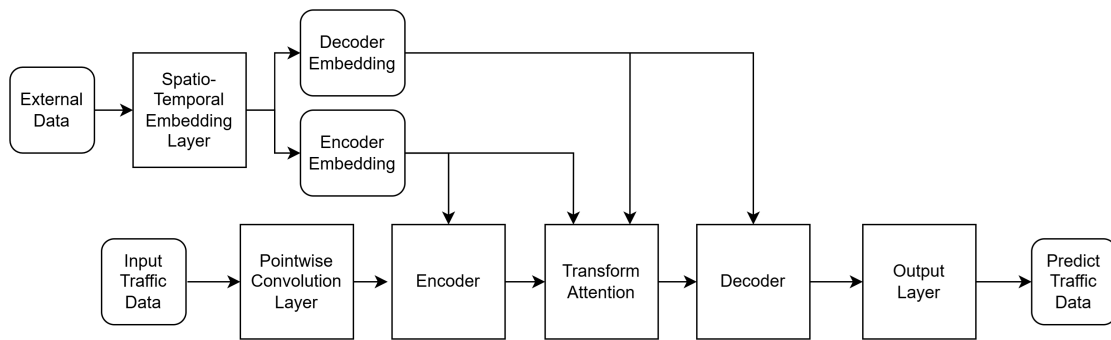 Decoder
Embedding
External
Data
Spatio-
Temporal
Embedding
Layer
Encoder
Embedding
Input
Traffic
Data
Pointwise
Convolution
Layer
Encoder
Transform
Attention
Decoder
Output
Layer
Predict
Traffic
Data